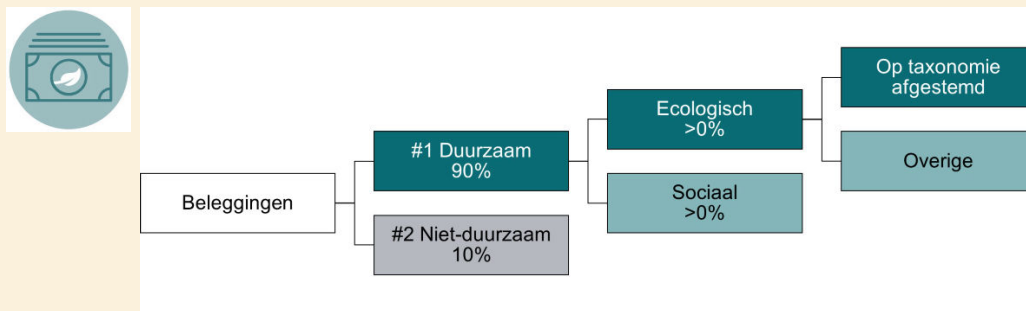 Beleggingen
#1 Duurzaam
90%
#2 Niet-duurzaam
10%
Ecologisch
>0%
Sociaal
>0%
Op taxonomie
afgestemd
Overige